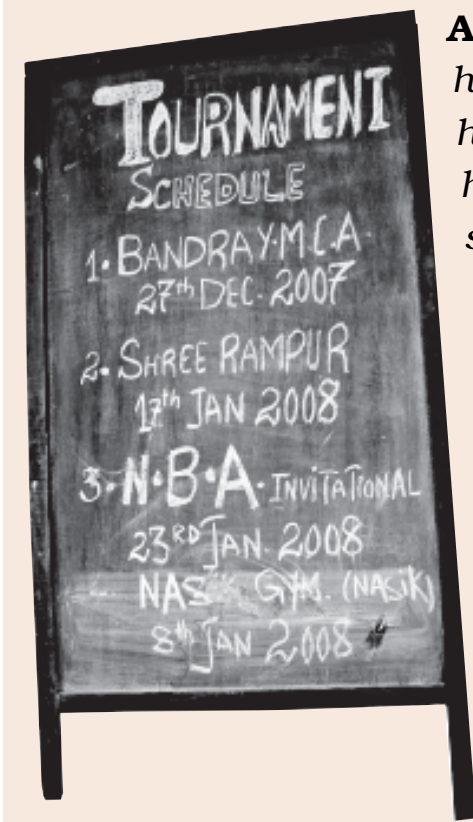 TOURNAMENT
SCHEDULE
1. BANDRA Y.M.C.A.
27th DEC. 2007
2. SHREE RAMPUR
17th JAN 2008
3. N.B.A. INVITATIONAL
23RD JAN. 2008
NASIK GYM. (NASIK)
8th JAN 2008
A
h
h
h
s